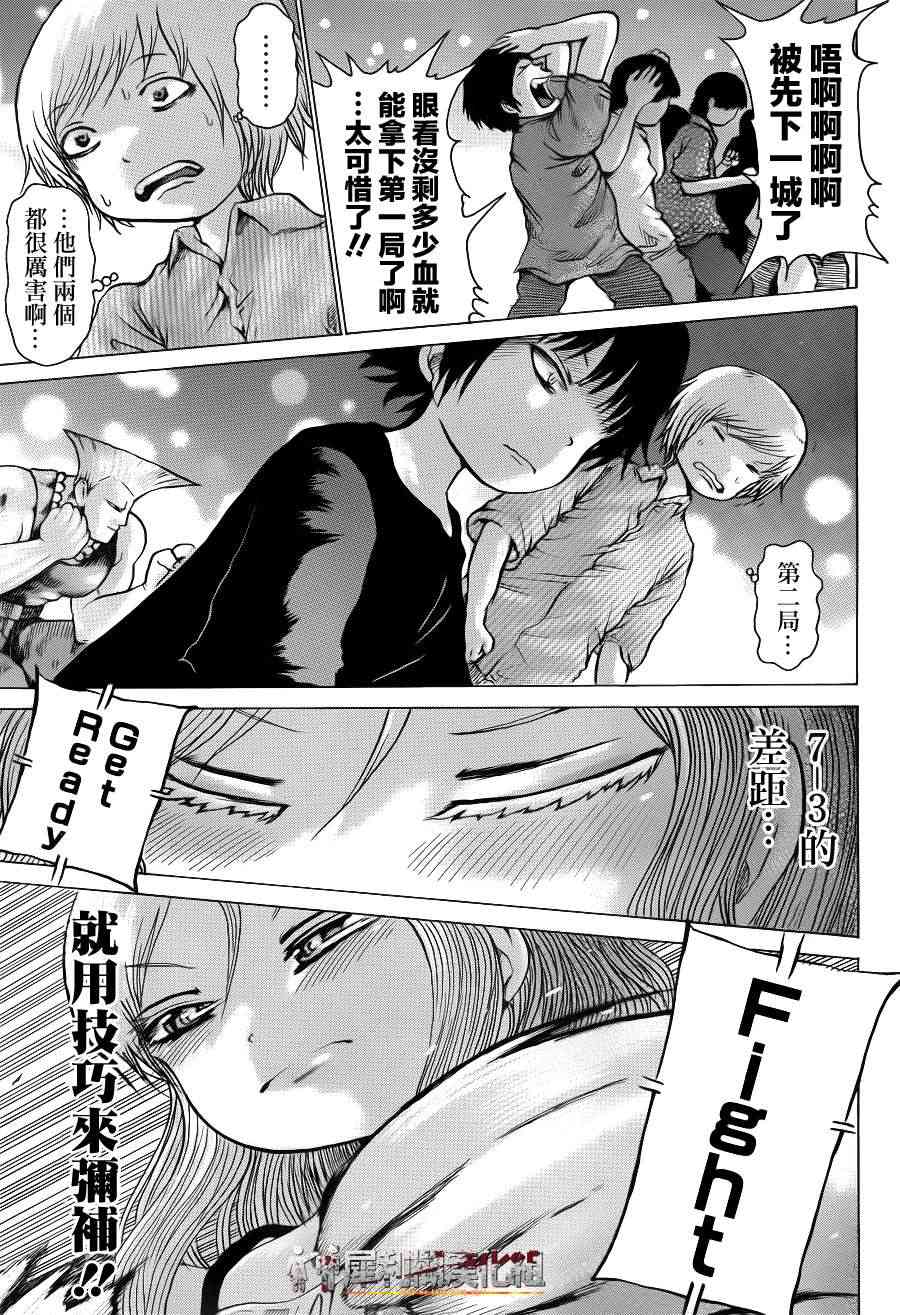 唔啊啊啊啊
被先下一城了
眼看沒剩多少血就
能拿下第一局了啊
…太可惜了!!
……
…他們兩個
都很厲害啊…
第二局…
7-3的
差距…
Get
Ready
Fight
就用技巧來彌補!!